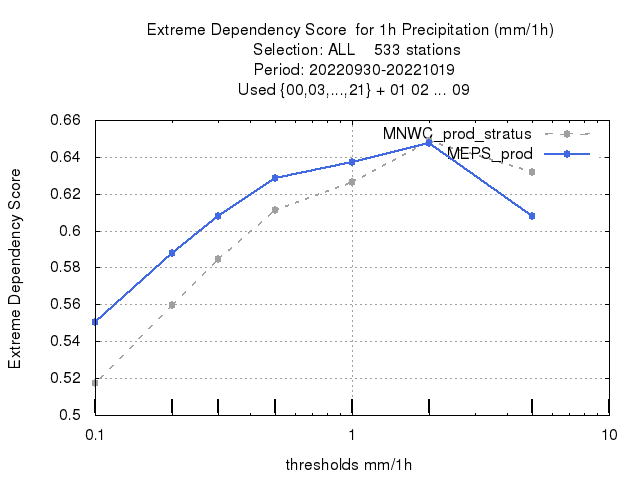 Extreme Dependency Score  for 1h Precipitation (mm/1h)
Selection: ALL    533 stations
Period: 20220930-20221019
Used {00,03,...,21} + 01 02 ... 09
0.66
0.64
0.62
0.6
0.58
0.56
0.54
0.52
0.5
Extreme Dependency Score
MNWC_prod_stratus
MEPS_prod
0.1
1
10
thresholds mm/1h